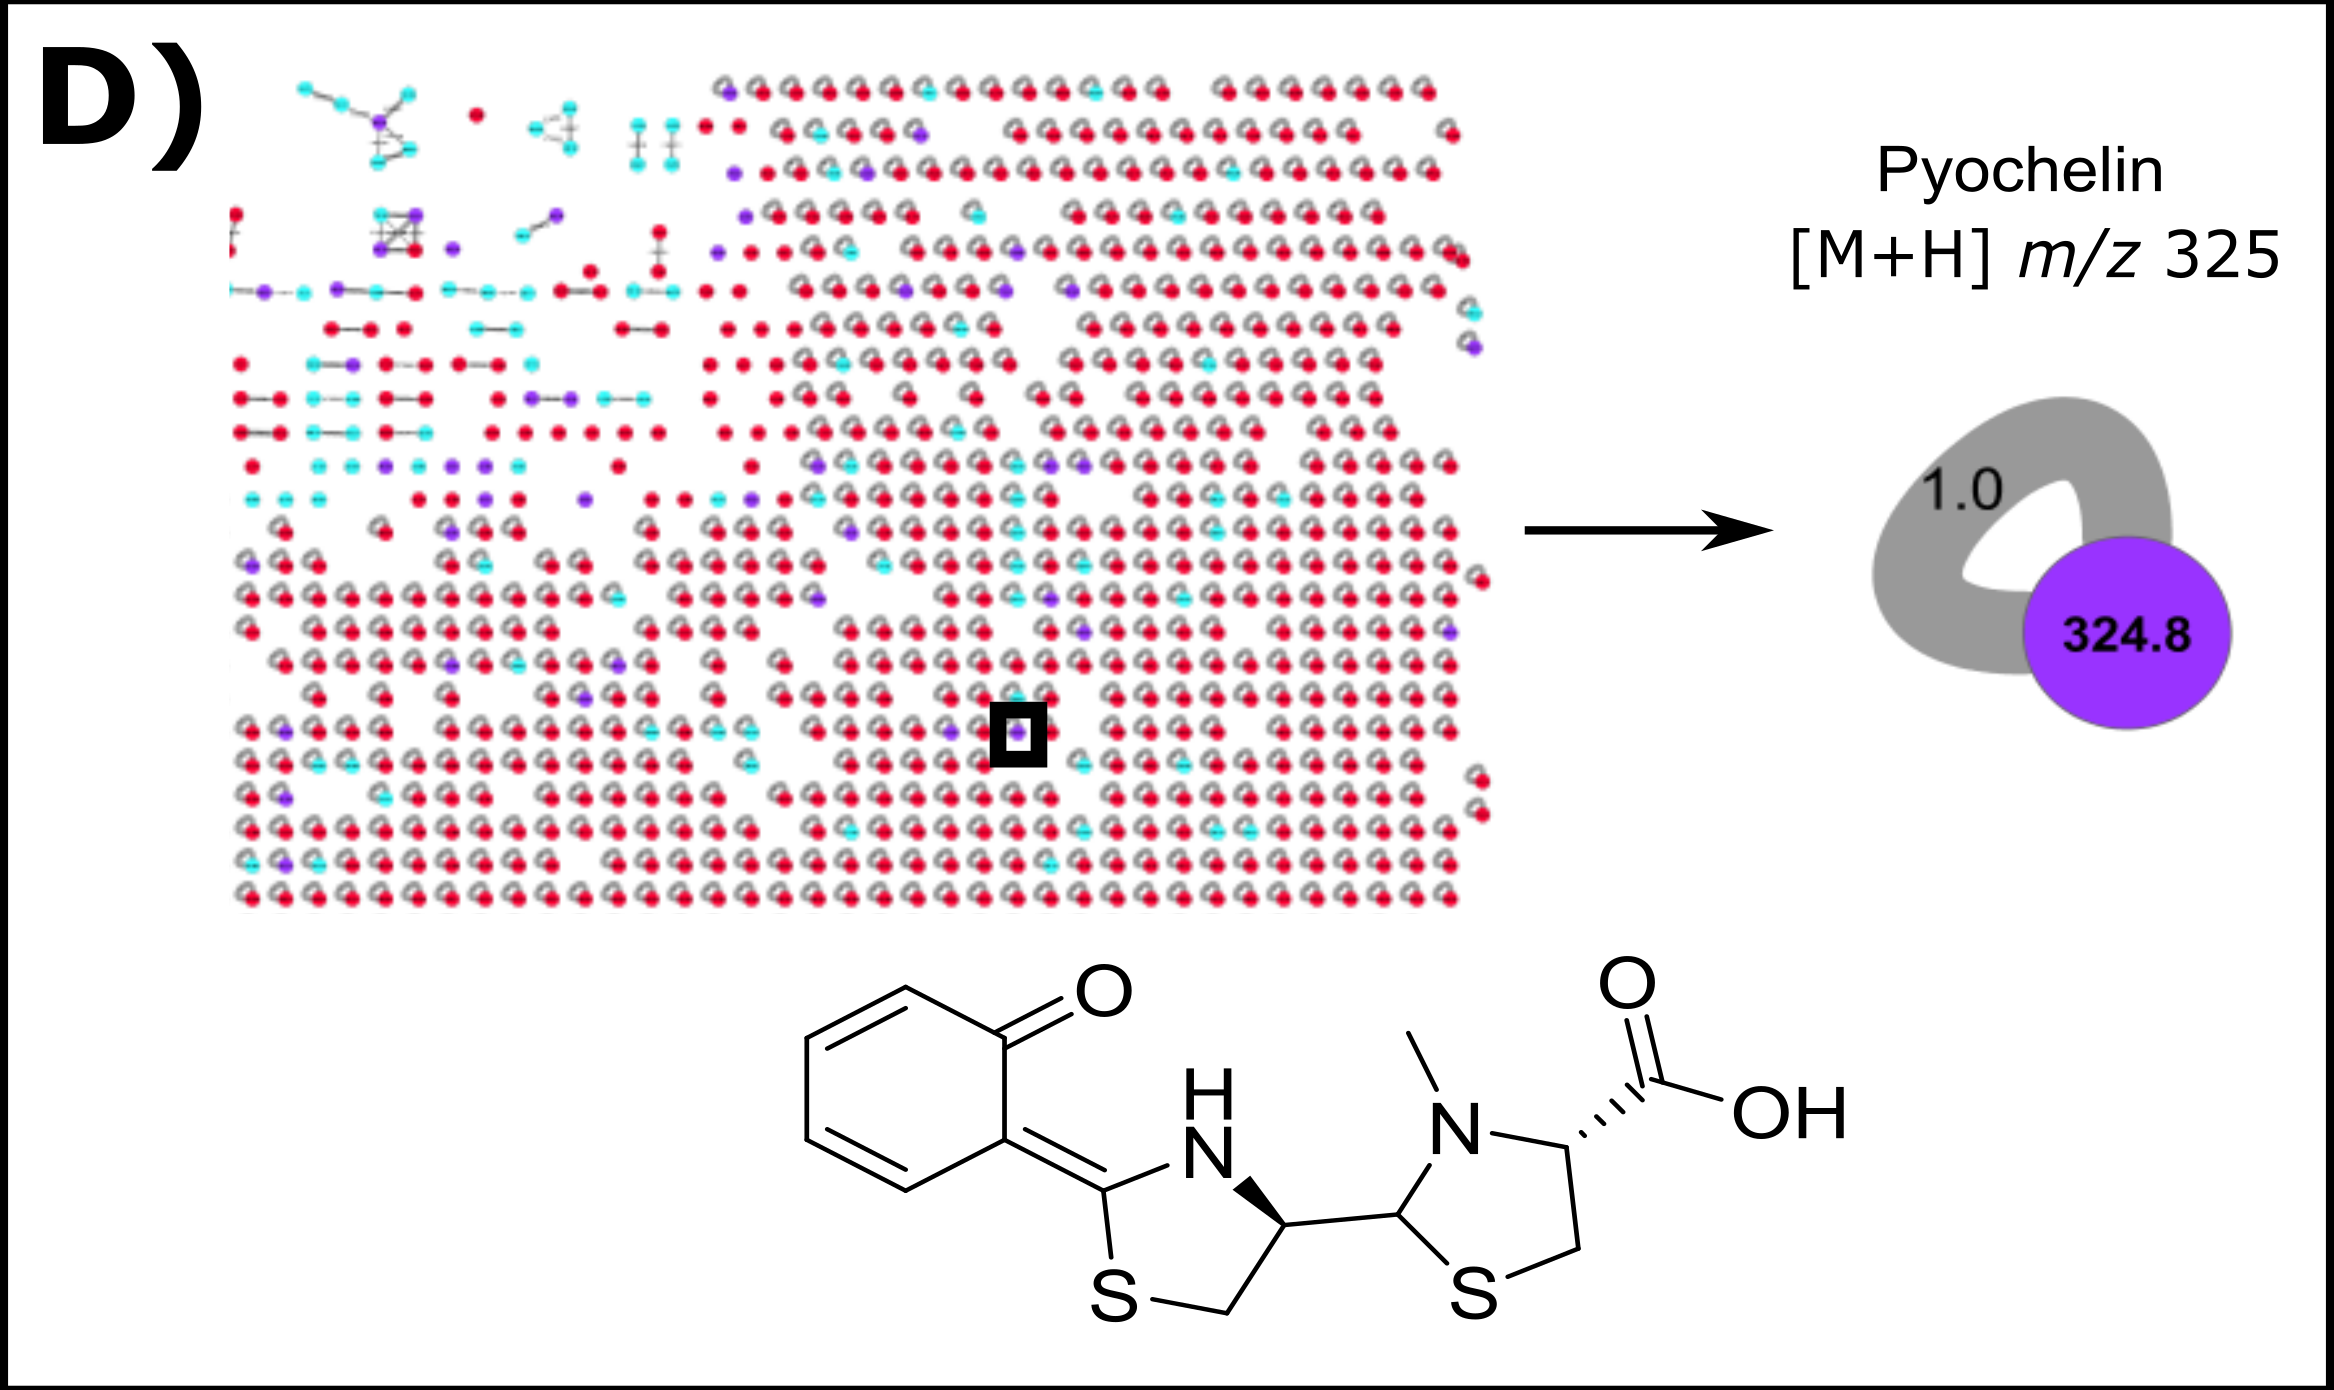 D)
Pyochelin
[M+H] m/z 325
1.0
324.8
O
O
H
N
N
OH
S
S